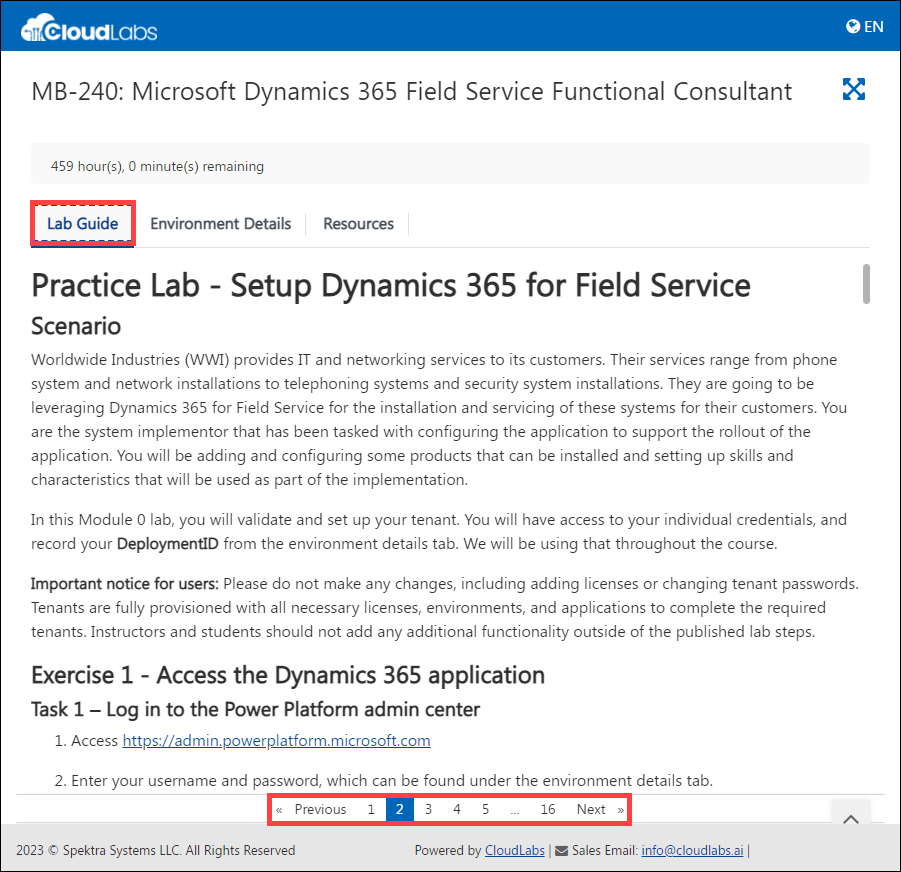 CloudLabs
EN
MB-240: Microsoft Dynamics 365 Field Service Functional Consultant
459 hour(s), 0 minute(s) remaining
Lab Guide
Environment Details
Resources
Practice Lab - Setup Dynamics 365 for Field Service
Scenario
Worldwide Industries (WWI) provides IT and networking services to its customers. Their services range from phone
system and network installations to telephoning systems and security system installations. They are going to be
leveraging Dynamics 365 for Field Service for the installation and servicing of these systems for their customers. You
are the system implementor that has been tasked with configuring the application to support the rollout of the
application. You will be adding and configuring some products that can be installed and setting up skills and
characteristics that will be used as part of the implementation.
In this Module 0 lab, you will validate and set up your tenant. You will have access to your individual credentials, and
record your DeploymentID from the environment details tab. We will be using that throughout the course.
Important notice for users: Please do not make any changes, including adding licenses or changing tenant passwords.
Tenants are fully provisioned with all necessary licenses, environments, and applications to complete the required
tenants. Instructors and students should not add any additional functionality outside of the published lab steps.
Exercise 1 - Access the Dynamics 365 application
Task 1 – Log in to the Power Platform admin center
1. Access https://admin.powerplatform.microsoft.com
2. Enter your username and password, which can be found under the environment details tab.
« Previous 1 2 3 4 5 ... 16 Next »
2023 © Spektra Systems LLC. All Rights Reserved
Powered by CloudLabs | Sales Email: info@cloudlabs.ai |